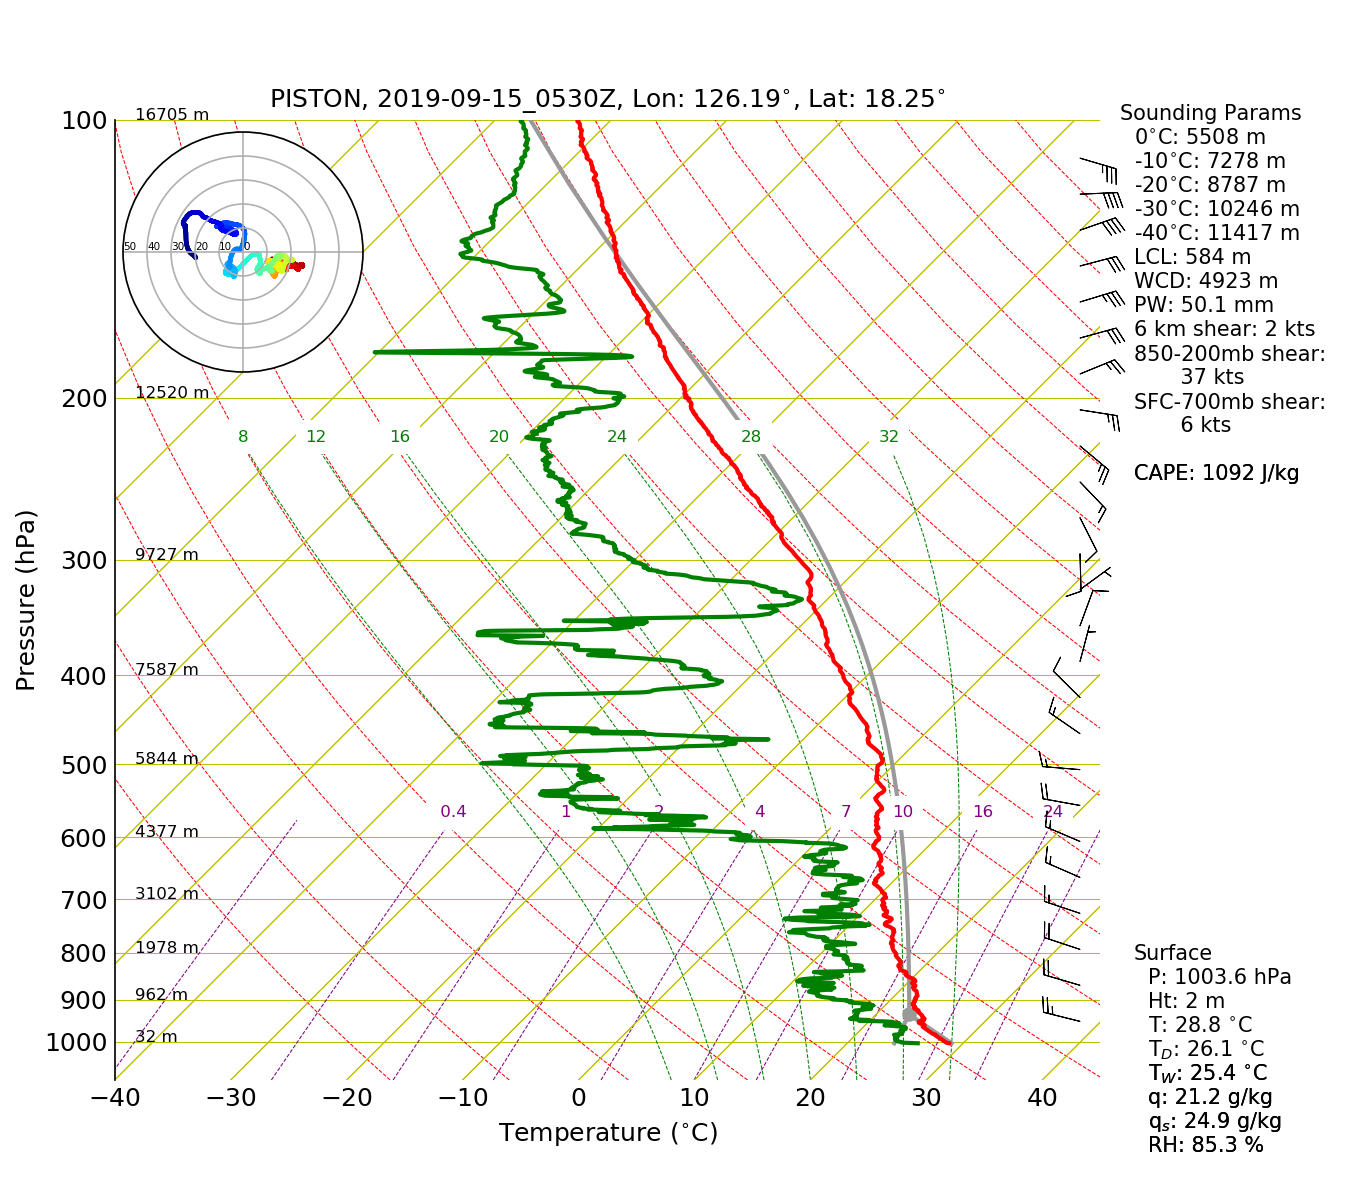 PISTON, 2019-09-15_0530Z, Lon: 126.19°, Lat: 18.25°
Sounding Params
0°C: 5508 m
-10°C: 7278 m
-20°C: 8787 m
-30°C: 10246 m
-40°C: 11417 m
LCL: 584 m
WCD: 4923 m
PW: 50.1 mm
6 km shear: 2 kts
850-200mb shear:
37 kts
SFC-700mb shear:
6 kts
CAPE: 1092 J/kg
100 16705 m
50 40 30 20 10 0
200 12520 m
8 12 16 20 24 28 32
300 9727 m
400 7587 m
500 5844 m
0.4 1 2 4 7 10 16 24
600 4377 m
700 3102 m
800 1978 m
900 962 m
1000 32 m
Pressure (hPa)
−40 −30 −20 −10 0 10 20 30 40
Temperature (°C)
Surface
P: 1003.6 hPa
Ht: 2 m
T: 28.8 °C
T_D: 26.1 °C
T_W: 25.4 °C
q: 21.2 g/kg
q_s: 24.9 g/kg
RH: 85.3 %